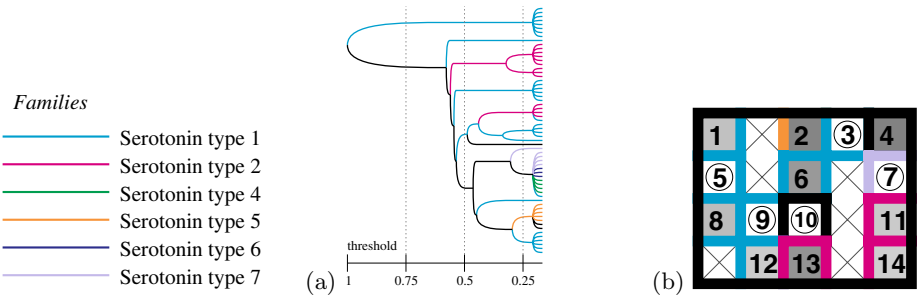 Families
Serotonin type 1
Serotonin type 2
Serotonin type 4
Serotonin type 5
Serotonin type 6
Serotonin type 7
threshold
1 0.75 0.5 0.25
(a)
1 2 3 4
5 6 7
8 9 10 11
12 13 14
(b)